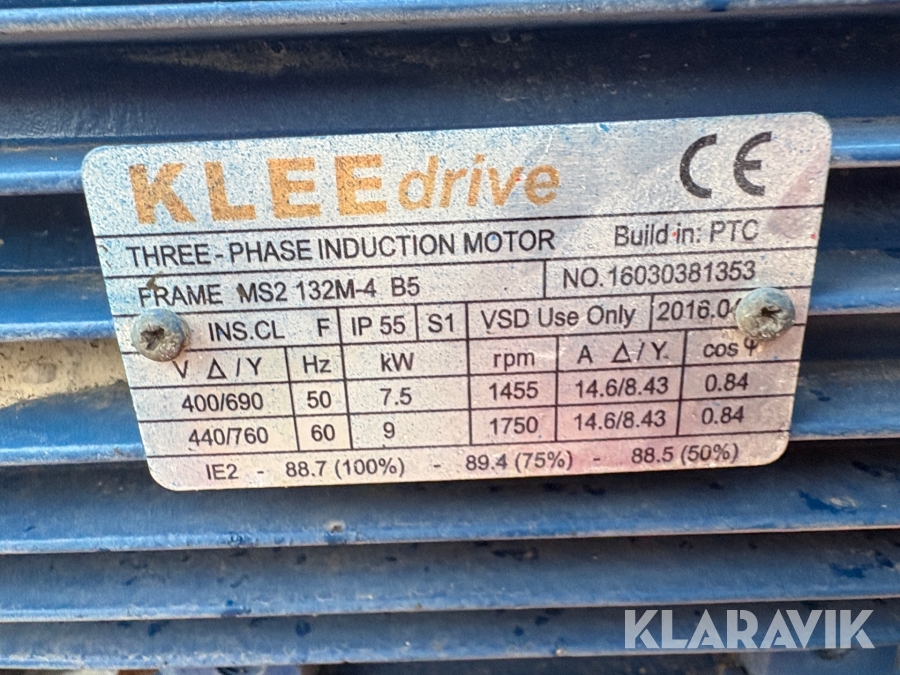 KLEEdrive CE
THREE-PHASE INDUCTION MOTOR Build in: PTC
FRAME MS2 132M-4 B5 NO.16030381353
INS.CL F IP 55 S1 VSD Use Only 2016.0
V Δ/Y Hz kW rpm A Δ/Y cos φ
400/690 50 7.5 1455 14.6/8.43 0.84
440/760 60 9 1750 14.6/8.43 0.84
IE2 - 88.7 (100%) - 89.4 (75%) - 88.5 (50%)
KLARAVIK
KLARAVIK